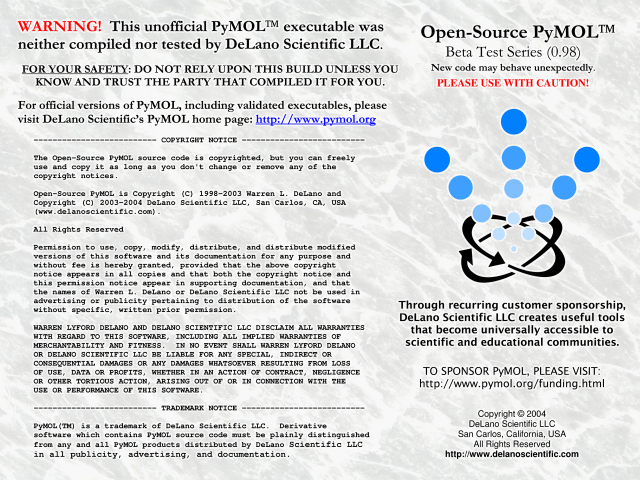 WARNING! This unofficial PyMOL™ executable was
neither compiled nor tested by DeLano Scientific LLC.
FOR YOUR SAFETY: DO NOT RELY UPON THIS BUILD UNLESS YOU
KNOW AND TRUST THE PARTY THAT COMPILED IT FOR YOU.
For official versions of PyMOL, including validated executables, please
visit DeLano Scientific's PyMOL home page: http://www.pymol.org
-------------------------- COPYRIGHT NOTICE --------------------------
The Open-Source PyMOL source code is copyrighted, but you can freely
use and copy it as long as you don't change or remove any of the
copyright notices.
Open-Source PyMOL is Copyright (C) 1998-2003 Warren L. DeLano and
Copyright (C) 2003-2004 DeLano Scientific LLC, San Carlos, CA, USA
(www.delanoscientific.com).
All Rights Reserved
Permission to use, copy, modify, distribute, and distribute modified
versions of this software and its documentation for any purpose and
without fee is hereby granted, provided that the above copyright
notice appears in all copies and that both the copyright notice and
this permission notice appear in supporting documentation, and that
the names of Warren L. DeLano or DeLano Scientific LLC not be used in
advertising or publicity pertaining to distribution of the software
without specific, written prior permission.
WARREN LYFORD DELANO AND DELANO SCIENTIFIC LLC DISCLAIM ALL WARRANTIES
WITH REGARD TO THIS SOFTWARE, INCLUDING ALL IMPLIED WARRANTIES OF
MERCHANTABILITY AND FITNESS. IN NO EVENT SHALL WARREN LYFORD DELANO
OR DELANO SCIENTIFIC LLC BE LIABLE FOR ANY SPECIAL, INDIRECT OR
CONSEQUENTIAL DAMAGES OR ANY DAMAGES WHATSOEVER RESULTING FROM LOSS
OF USE, DATA OR PROFITS, WHETHER IN AN ACTION OF CONTRACT, NEGLIGENCE
OR OTHER TORTIOUS ACTION, ARISING OUT OF OR IN CONNECTION WITH THE
USE OR PERFORMANCE OF THIS SOFTWARE.
-------------------------- TRADEMARK NOTICE --------------------------
PyMOL(TM) is a trademark of DeLano Scientific LLC. Derivative
software which contains PyMOL source code must be plainly distinguished
from any and all PyMOL products distributed by DeLano Scientific LLC
in all publicity, advertising, and documentation.
Open-Source PyMOL™
Beta Test Series (0.98)
New code may behave unexpectedly.
PLEASE USE WITH CAUTION!
Through recurring customer sponsorship,
DeLano Scientific LLC creates useful tools
that become universally accessible to
scientific and educational communities.
TO SPONSOR PyMOL, PLEASE VISIT:
http://www.pymol.org/funding.html
Copyright © 2004
DeLano Scientific LLC
San Carlos, California, USA
All Rights Reserved
http://www.delanoscientific.com